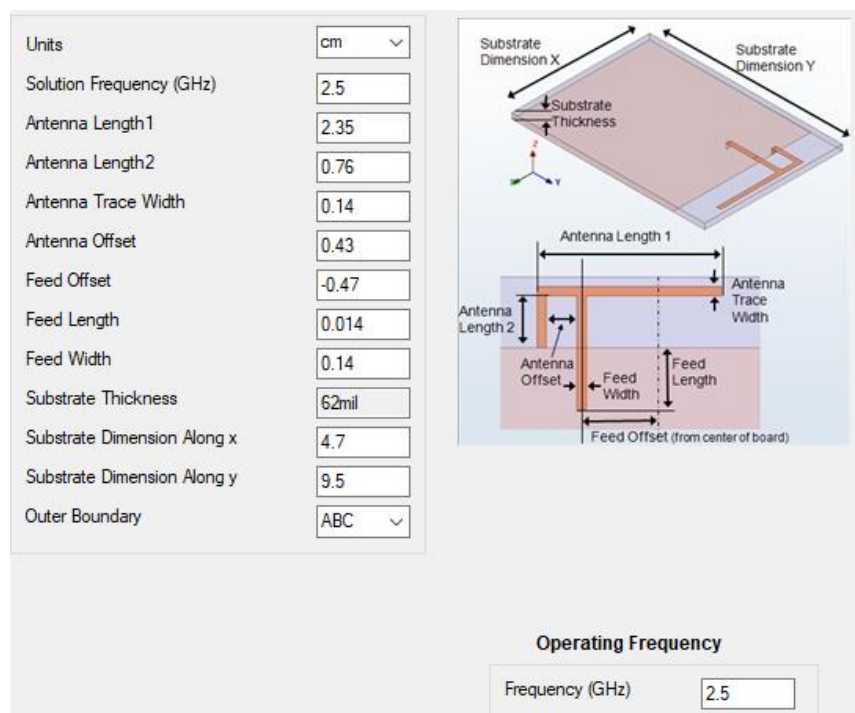 Units cm
Solution Frequency (GHz) 2.5
Antenna Length1 2.35
Antenna Length2 0.76
Antenna Trace Width 0.14
Antenna Offset 0.43
Feed Offset -0.47
Feed Length 0.014
Feed Width 0.14
Substrate Thickness 62mil
Substrate Dimension Along x 4.7
Substrate Dimension Along y 9.5
Outer Boundary ABC
Substrate
Dimension X
Substrate
Dimension Y
Substrate
Thickness
Z
Y
Antenna Length 1
Antenna
Trace
Width
Antenna
Length 2
Antenna
Offset
Feed
Width
Feed
Length
Feed Offset (from center of board)
Operating Frequency
Frequency (GHz) 2.5